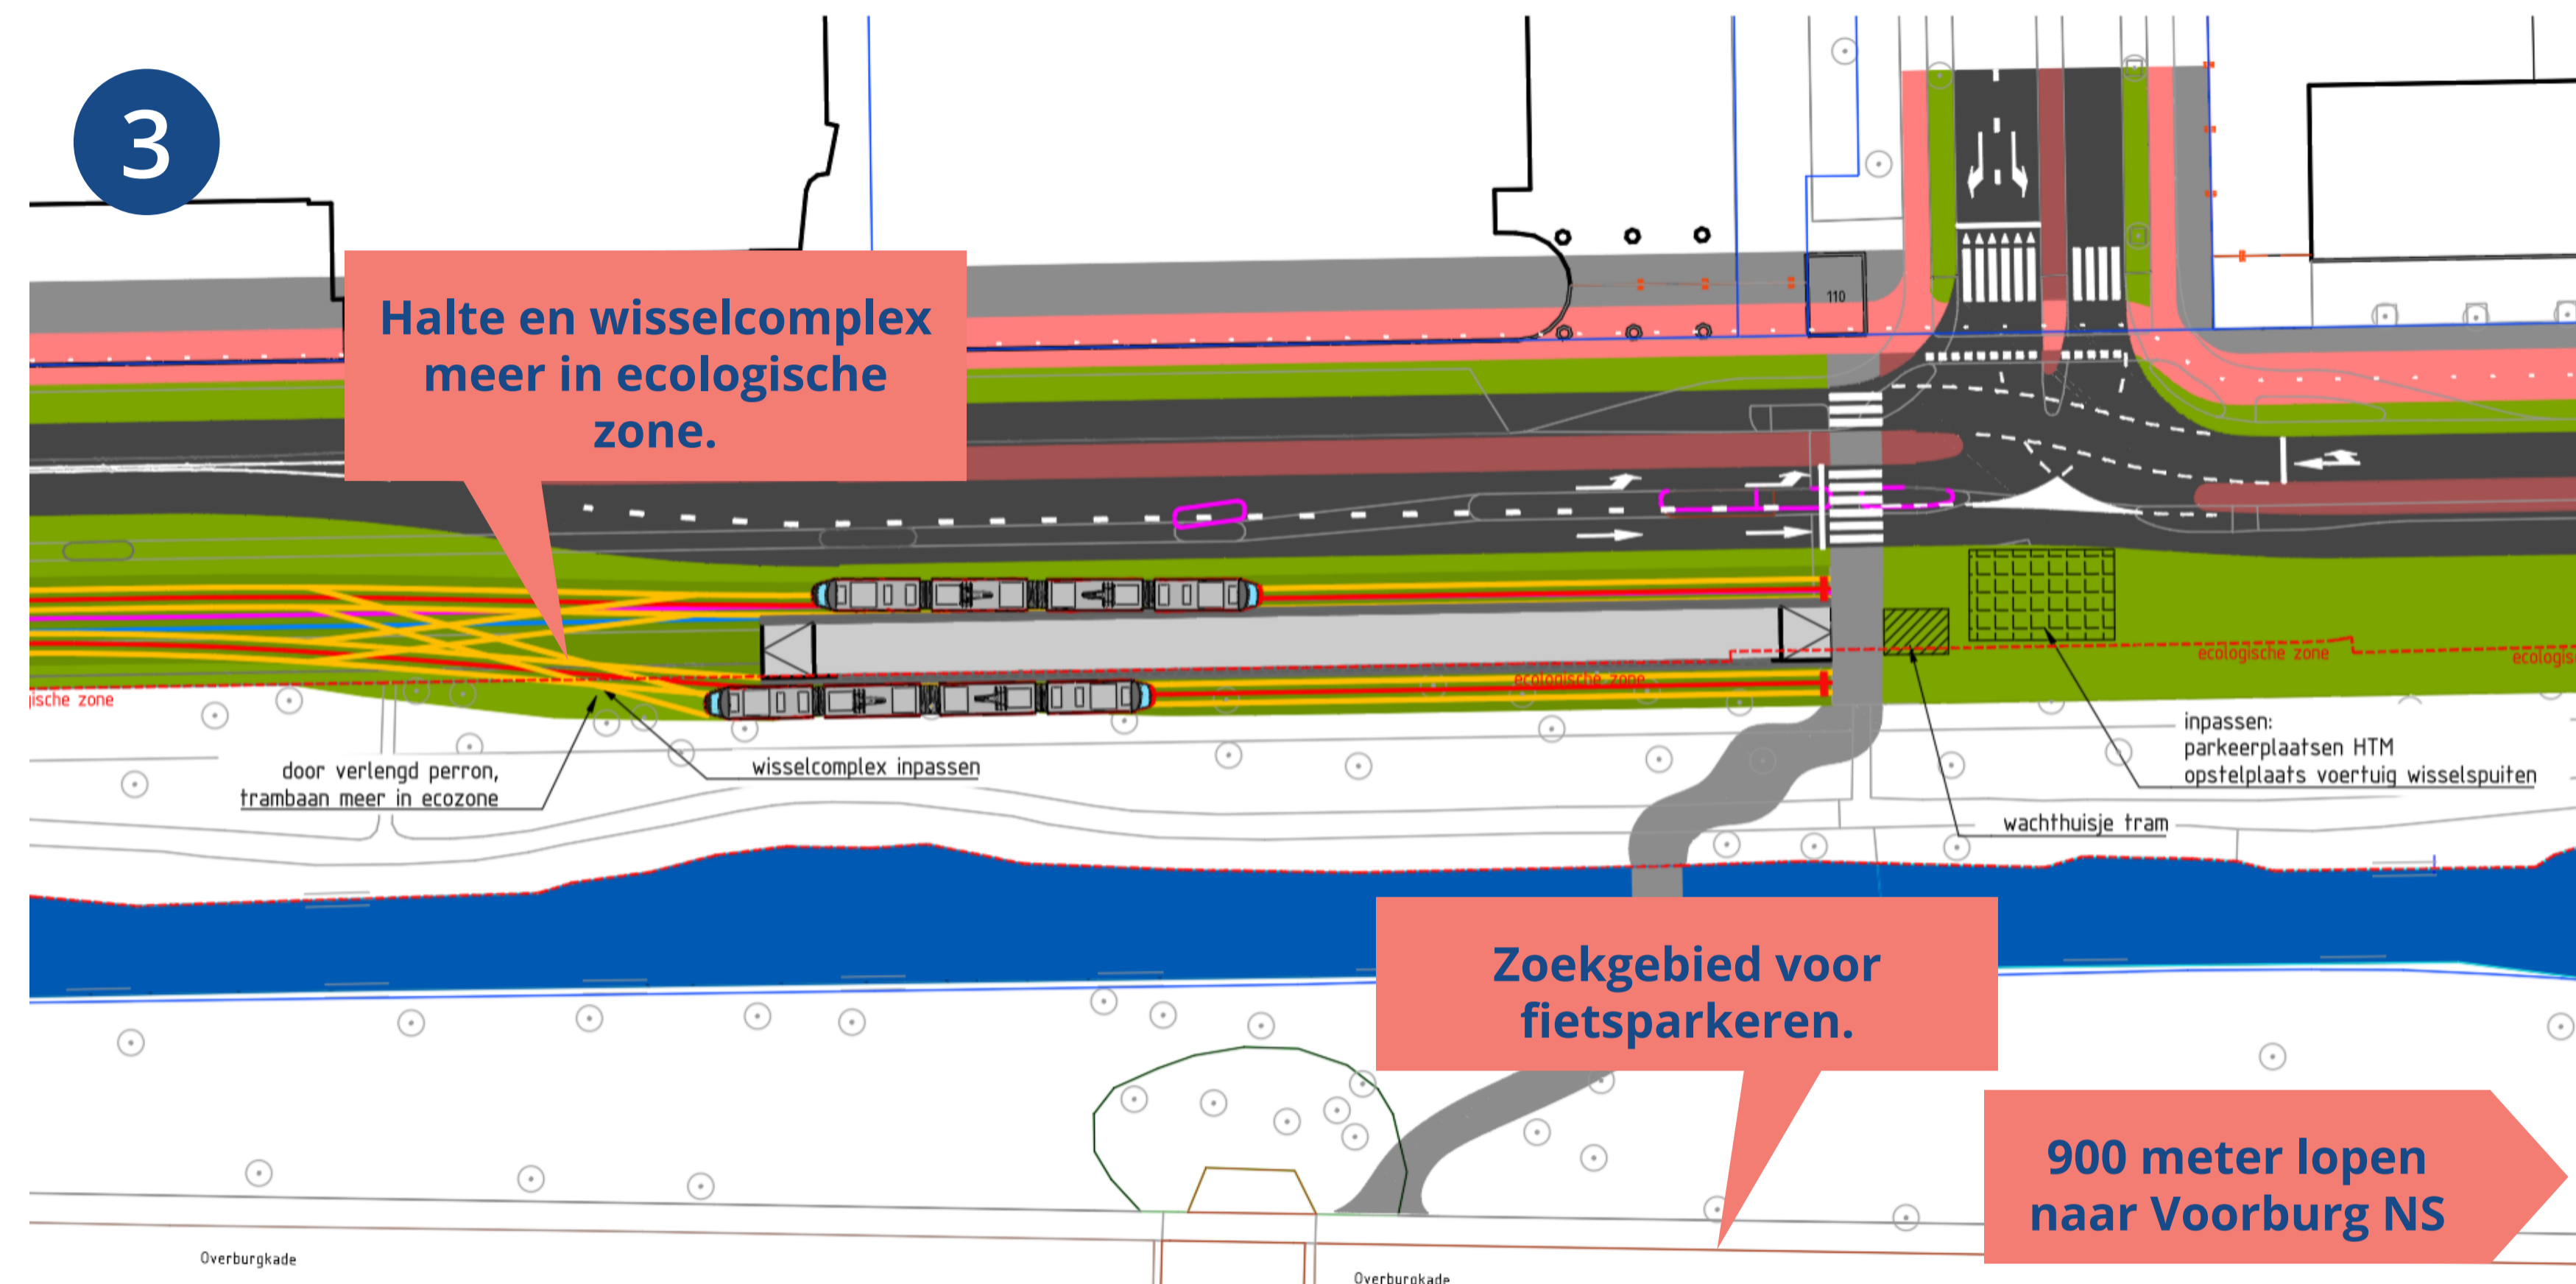 3
Halte en wisselcomplex
meer in ecologische
zone.
110
ecologische zone
ecologis
ische zone
ecologische zone
inpassen:
parkeerplaatsen HTM
opstelplaats voertuig wisselspuiten
door verlengd perron,
trambaan meer in ecozone
wisselcomplex inpassen
wachthuisje tram
Zoekgebied voor
fietsparkeren.
900 meter lopen
naar Voorburg NS
Overburgkade
Overburgkade